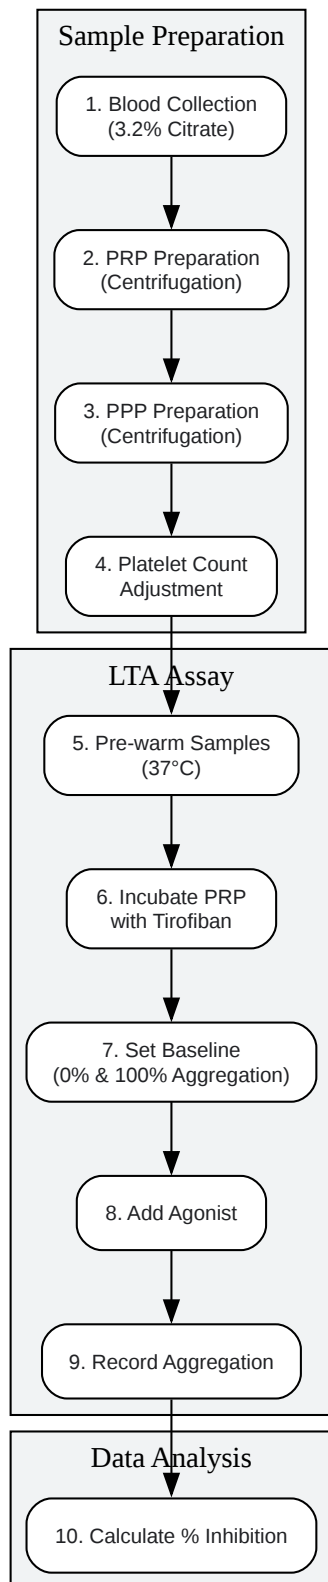 Sample Preparation
1. Blood Collection
(3.2% Citrate)
2. PRP Preparation
(Centrifugation)
3. PPP Preparation
(Centrifugation)
4. Platelet Count
Adjustment
LTA Assay
5. Pre-warm Samples
(37°C)
6. Incubate PRP
with Tirofiban
7. Set Baseline
(0% & 100% Aggregation)
8. Add Agonist
9. Record Aggregation
Data Analysis
10. Calculate % Inhibition